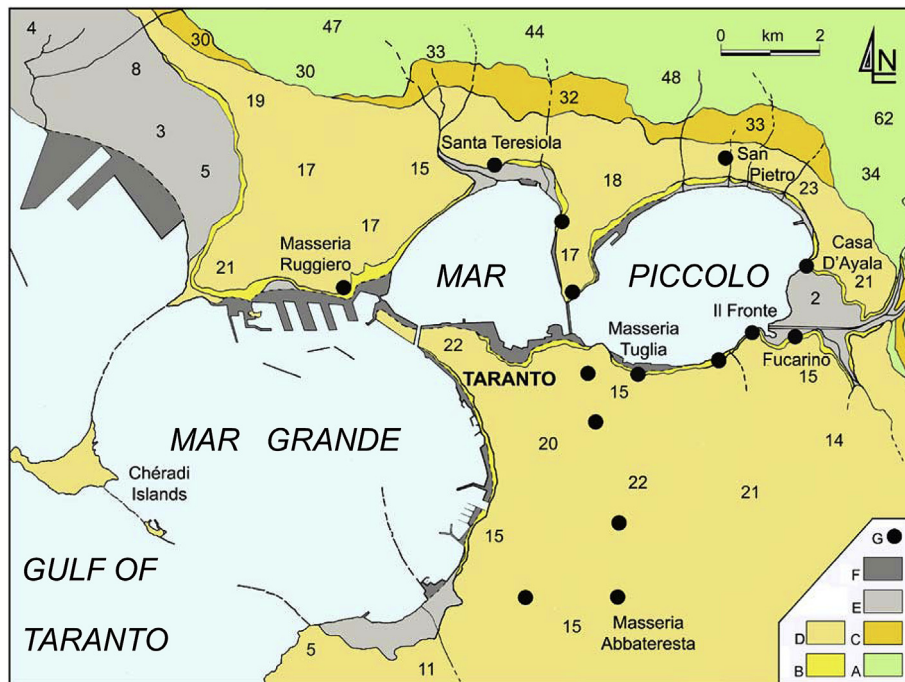 4
47
44
0 km 2
N
30
33
8
30
48
19
32
62
3
33
Santa Teresiola
San
Pietro
5
17
15
18
34
23
17
Masseria
Ruggiero
Casa
D'Ayala
21
17
MAR PICCOLO
21
2
Il Fronte
22
Masseria
Tuglia
Fucarino
TARANTO
15
15
MAR GRANDE
20
14
Chéradi
Islands
22
21
15
G
GULF OF
F
E
TARANTO
15
Masseria
Abbateresta
D
C
5
11
B
A